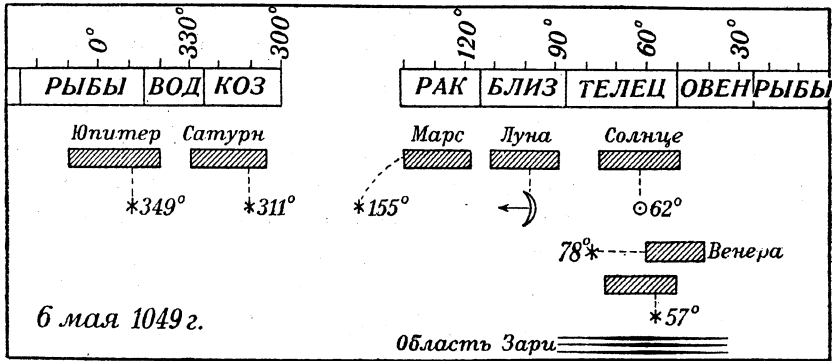 0° 330° 300° 120° 90° 60° 30°
РЫБЫ ВОД КОЗ РАК БЛИЗ ТЕЛЕЦ ОВЕН РЫБЫ
Юпитер Сатурн Марс Луна Солнце
349° 311° 155° 62°
78° Венера
6 мая 1049 г. 57°
Область Зари